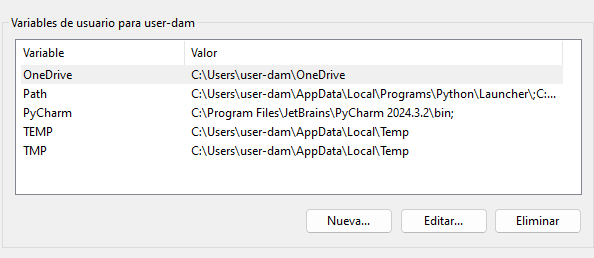 Variables de usuario para user-dam
Variable Valor
OneDrive C:\Users\user-dam\OneDrive
Path C:\Users\user-dam\AppData\Local\Programs\Python\Launcher\;C:...
PyCharm C:\Program Files\JetBrains\PyCharm 2024.3.2\bin;
TEMP C:\Users\user-dam\AppData\Local\Temp
TMP C:\Users\user-dam\AppData\Local\Temp
Nueva... Editar... Eliminar